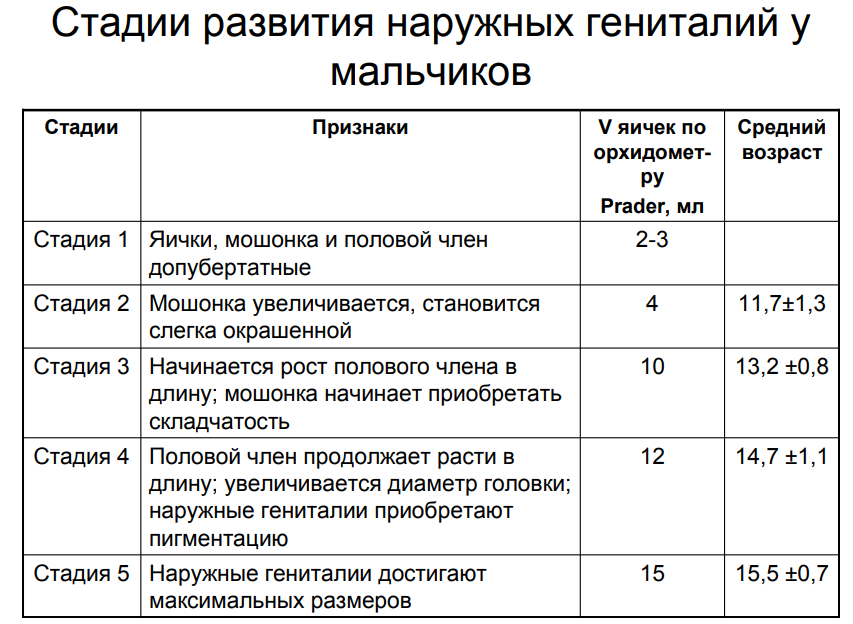 Стадии развития наружных гениталий у
мальчиков
Стадии
Признаки
V яичек по
орхидомет-
ру
Prader, мл
Средний
возраст
Стадия 1
Яички, мошонка и половой член
допубертатные
2-3
Стадия 2
Мошонка увеличивается, становится
слегка окрашенной
4
11,7±1,3
Стадия 3
Начинается рост полового члена в
длину; мошонка начинает приобретать
складчатость
10
13,2 ±0,8
Стадия 4
Половой член продолжает расти в
длину; увеличивается диаметр головки;
наружные гениталии приобретают
пигментацию
12
14,7 ±1,1
Стадия 5
Наружные гениталии достигают
максимальных размеров
15
15,5 ±0,7